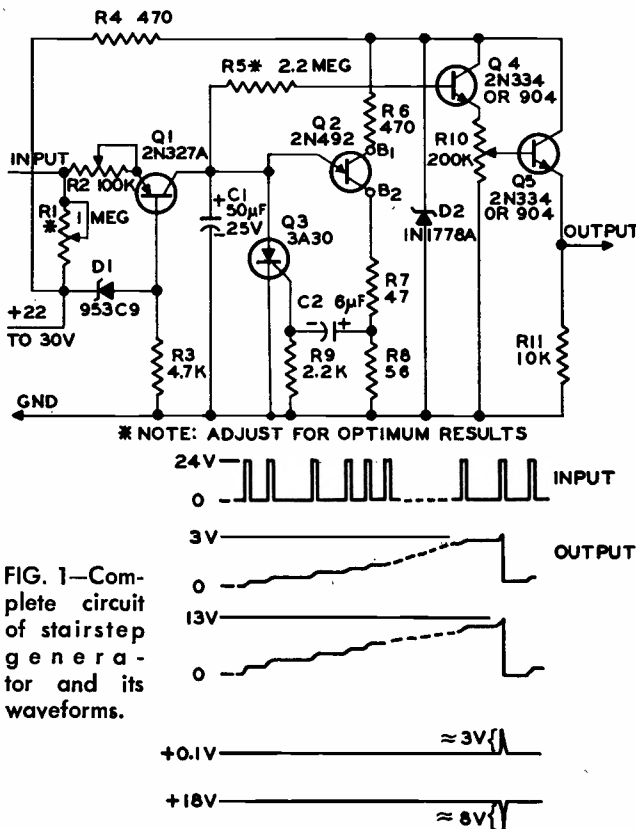 R4 470
R5* 2.2 MEG
Q4
2N334
OR 904
Q1
2N327A
Q2
2N492
R6
470
B1
B2
R10
200K
INPUT
R2 100K
C1
50µF
25V
+
-
Q3
3A30
D2
1N1778A
Q5
2N334
OR 904
OUTPUT
R1
*
1
MEG
D1
953C9
C2 6µF
- +
R7
47
+22
TO 30V
R3
4.7K
R9
2.2K
R8
56
R11
10K
GND
*NOTE: ADJUST FOR OPTIMUM RESULTS
24V
0
INPUT
3V
0
OUTPUT
13V
0
≈3V
+0.1V
+18V
≈8V
FIG. 1—Com-
plete circuit
of stairstep
genera-
tor and its
waveforms.